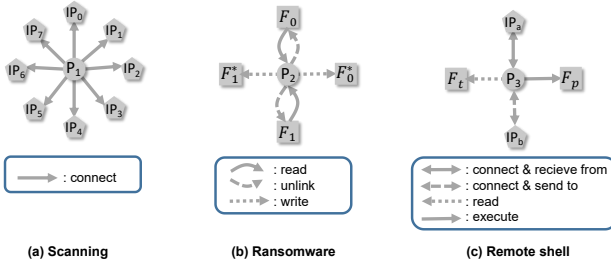 IP0
IP1
IP2
IP3
IP4
IP5
IP6
IP7
P1
: connect
(a) Scanning
F0
F1*
P2
F0*
F1
: read
: unlink
: write
(b) Ransomware
IPa
Ft
P3
Fp
IPb
: connect & recieve from
: connect & send to
: read
: execute
(c) Remote shell